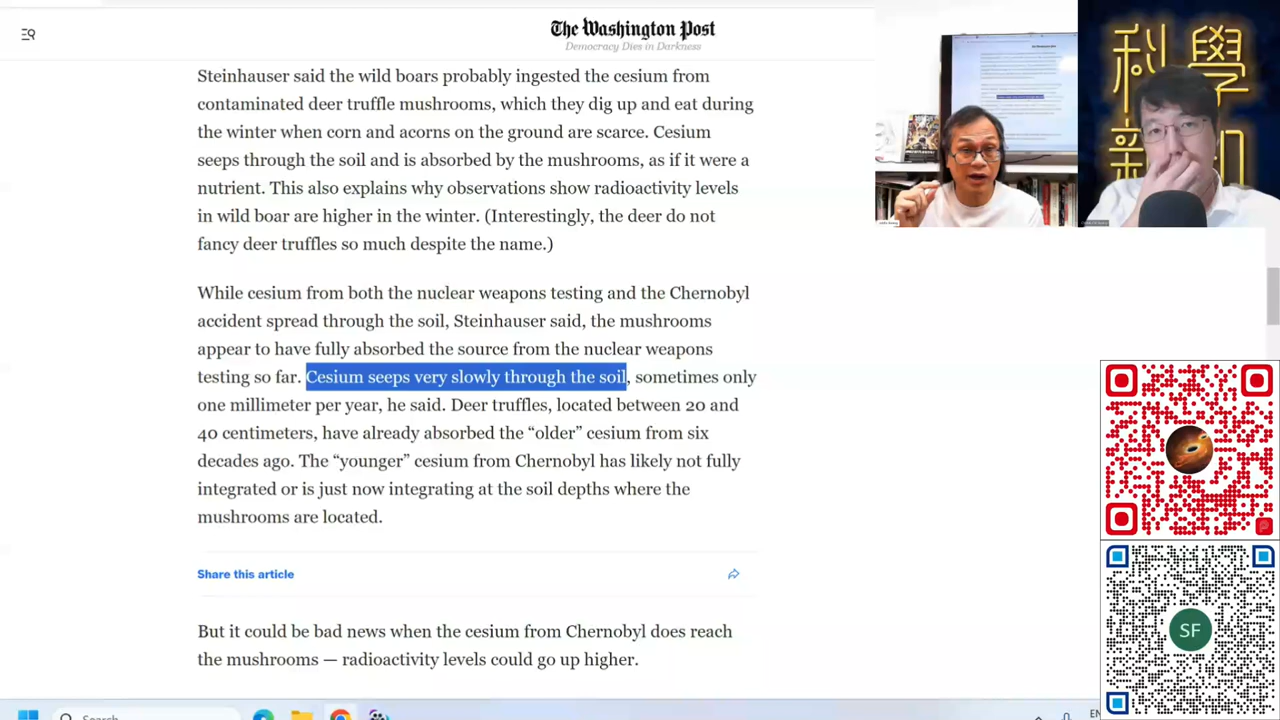 The Washington Post
Democracy Dies in Darkness
Steinhauser said the wild boars probably ingested the cesium from
contaminated deer truffle mushrooms, which they dig up and eat during
the winter when corn and acorns on the ground are scarce. Cesium
seeps through the soil and is absorbed by the mushrooms, as if it were a
nutrient. This also explains why observations show radioactivity levels
in wild boar are higher in the winter. (Interestingly, the deer do not
fancy deer truffles so much despite the name.)
While cesium from both the nuclear weapons testing and the Chernobyl
accident spread through the soil, Steinhauser said, the mushrooms
appear to have fully absorbed the source from the nuclear weapons
testing so far. Cesium seeps very slowly through the soil, sometimes only
one millimeter per year, he said. Deer truffles, located between 20 and
40 centimeters, have already absorbed the “older” cesium from six
decades ago. The “younger” cesium from Chernobyl has likely not fully
integrated or is just now integrating at the soil depths where the
mushrooms are located.
Share this article
But it could be bad news when the cesium from Chernobyl does reach
the mushrooms — radioactivity levels could go up higher.
科學
新知
SF
Search
EN